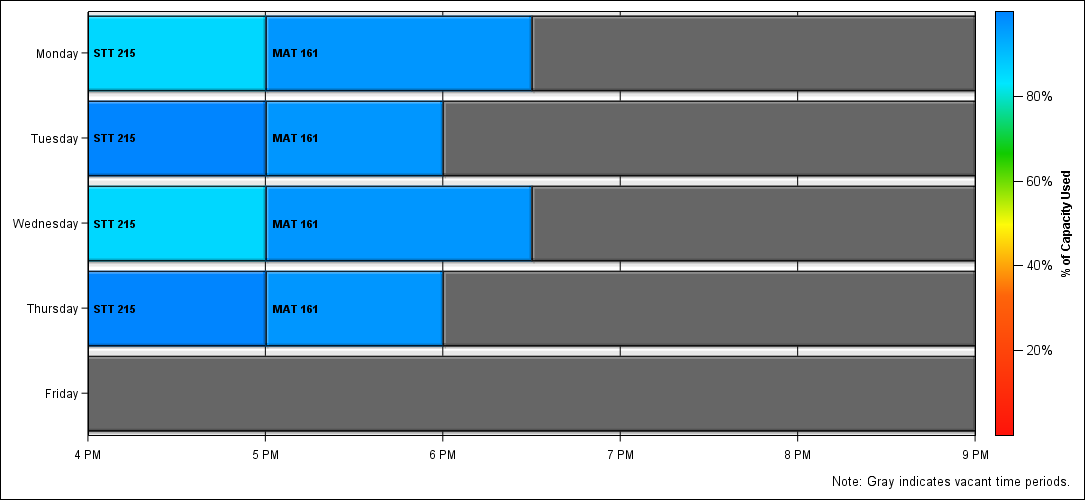 Monday
STT 215
MAT 161
Tuesday
STT 215
MAT 161
Wednesday
STT 215
MAT 161
Thursday
STT 215
MAT 161
Friday
4 PM
5 PM
6 PM
7 PM
8 PM
9 PM
80%
60%
40%
20%
% of Capacity Used
Note: Gray indicates vacant time periods.